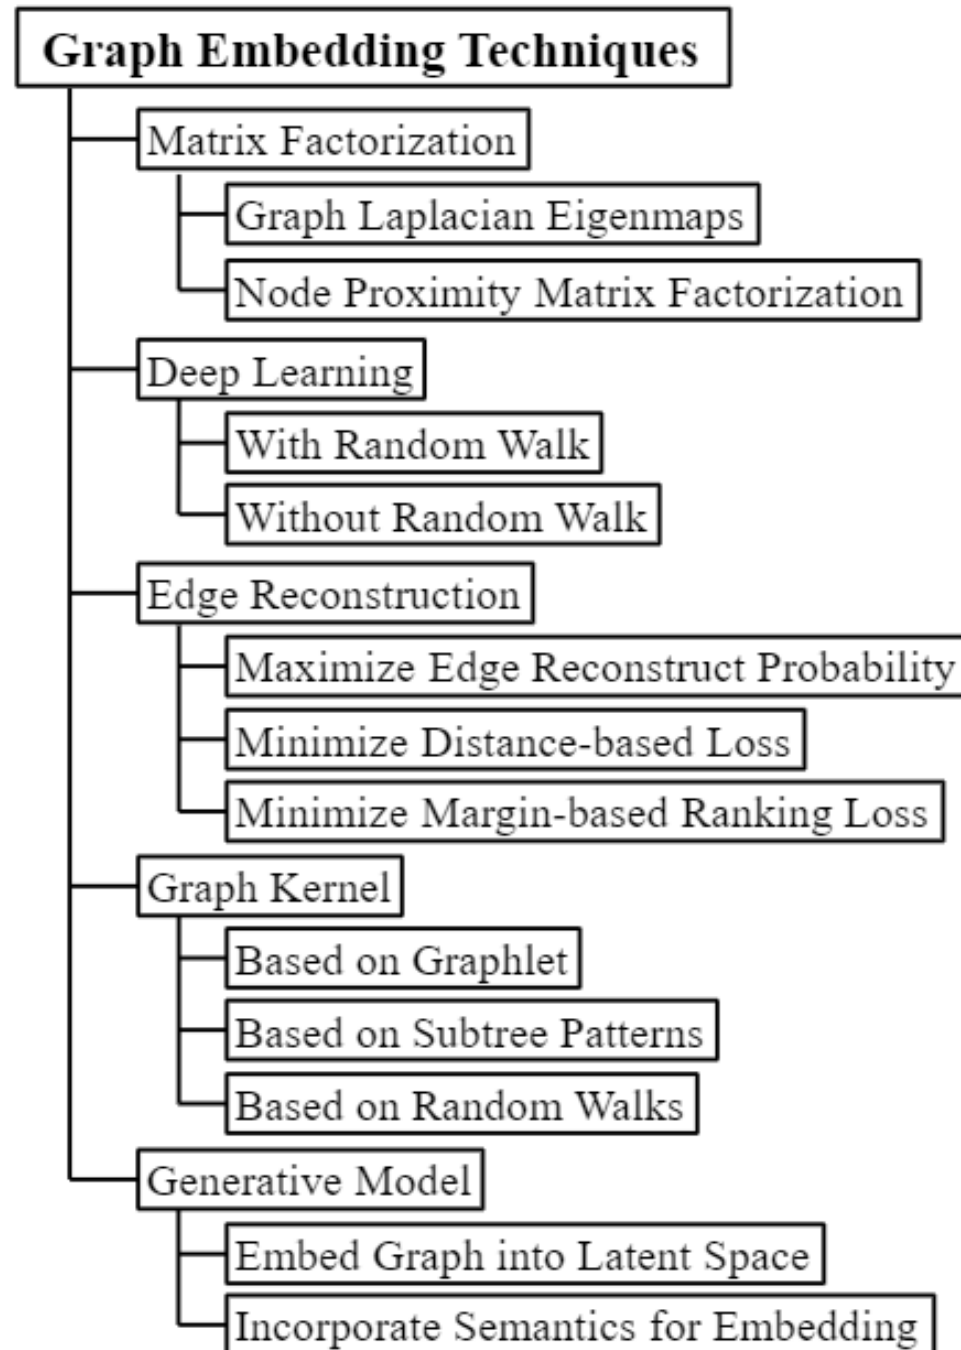 Graph Embedding Techniques
Matrix Factorization
Graph Laplacian Eigenmaps
Node Proximity Matrix Factorization
Deep Learning
With Random Walk
Without Random Walk
Edge Reconstruction
Maximize Edge Reconstruct Probability
Minimize Distance-based Loss
Minimize Margin-based Ranking Loss
Graph Kernel
Based on Graphlet
Based on Subtree Patterns
Based on Random Walks
Generative Model
Embed Graph into Latent Space
Incorporate Semantics for Embedding